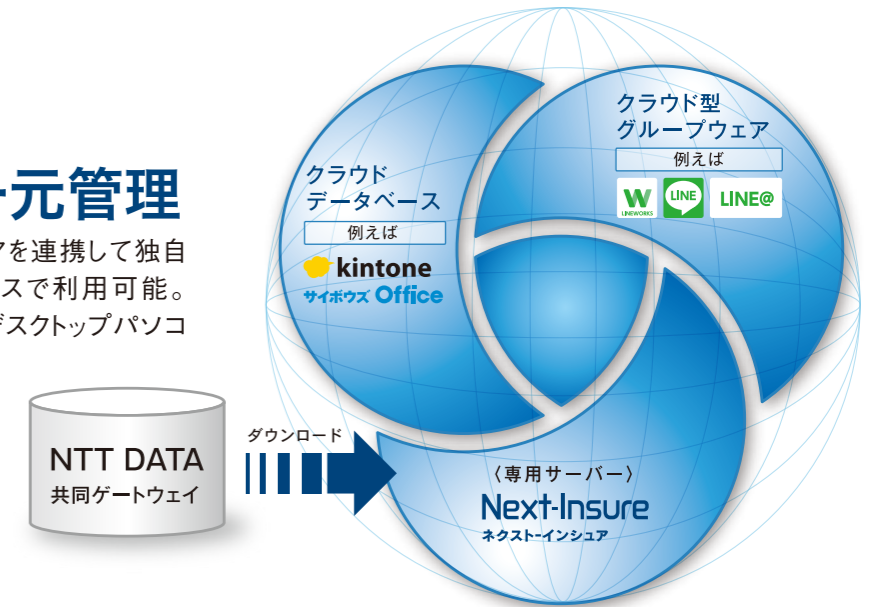 元管理
アを連携して独自
スで利用可能。
デスクトップパソコ
クラウド
データベース
例えば
kintone
サイボウズ Office
クラウド型
グループウェア
例えば
W
LINEWORKS
LINE
LINE@
NTT DATA
共同ゲートウェイ
ダウンロード
〈専用サーバー〉
Next-Insure
ネクスト-インシュア